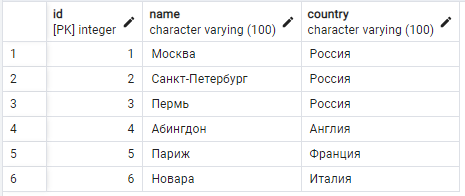 id name country
[PK] integer character varying (100) character varying (100)
1 1 Москва Россия
2 2 Санкт-Петербург Россия
3 3 Пермь Россия
4 4 Абингдон Англия
5 5 Париж Франция
6 6 Новара Италия